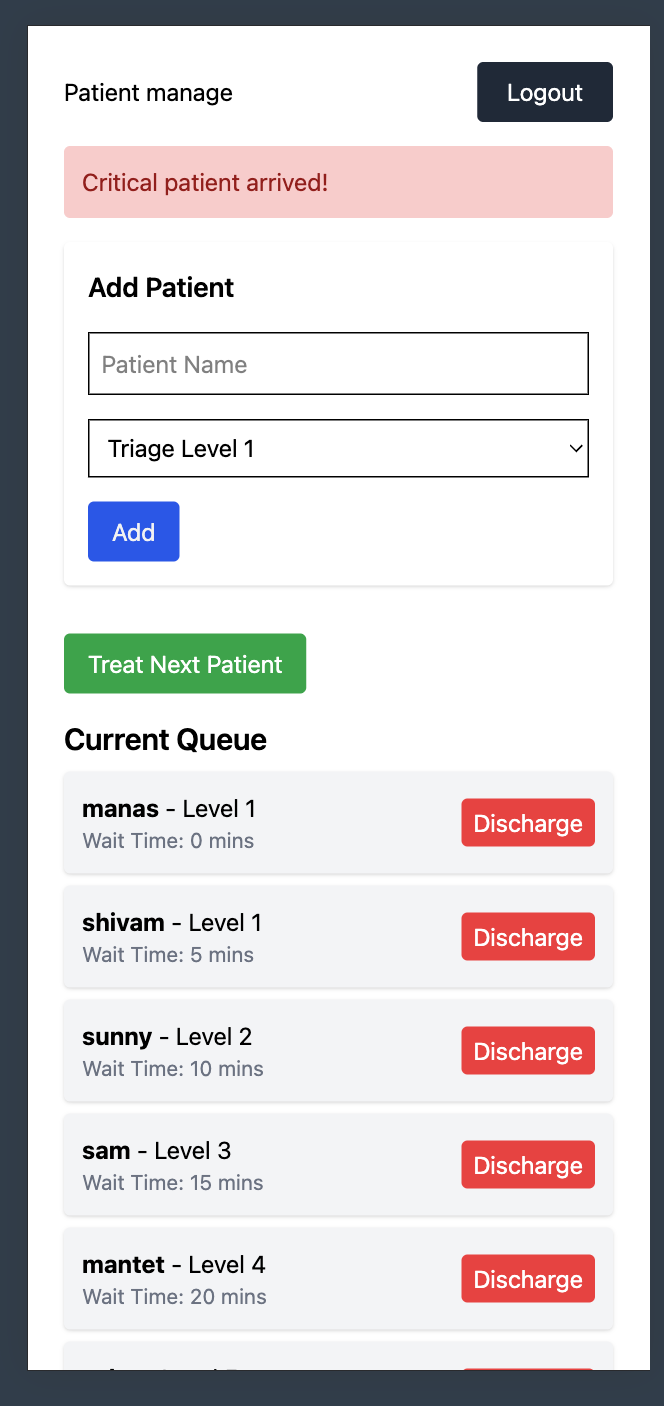 Patient manage
Logout
Critical patient arrived!
Add Patient
Patient Name
Triage Level 1
Add
Treat Next Patient
Current Queue
manas - Level 1
Wait Time: 0 mins
Discharge
shivam - Level 1
Wait Time: 5 mins
Discharge
sunny - Level 2
Wait Time: 10 mins
Discharge
sam - Level 3
Wait Time: 15 mins
Discharge
mantet - Level 4
Wait Time: 20 mins
Discharge